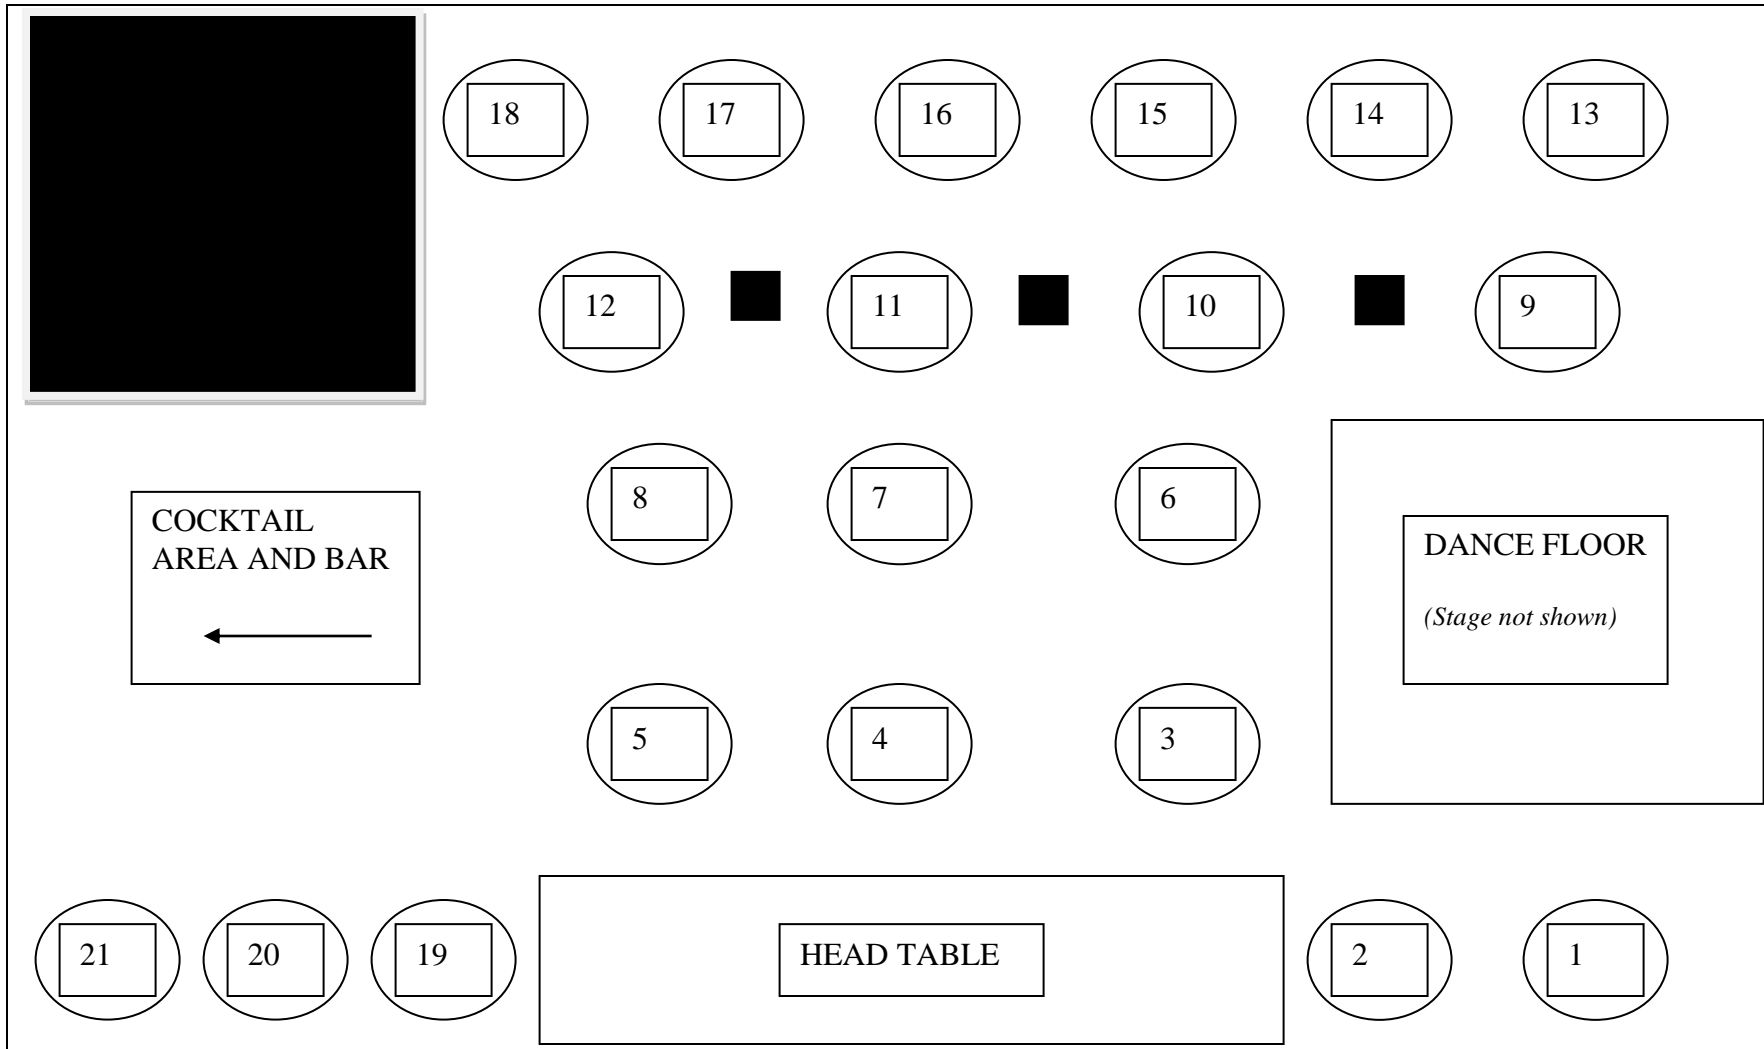 18 17 16 15 14 13
12 11 10 9
8 7 6
COCKTAIL
AREA AND BAR
DANCE FLOOR
(Stage not shown)
5 4 3
21 20 19 HEAD TABLE 2 1